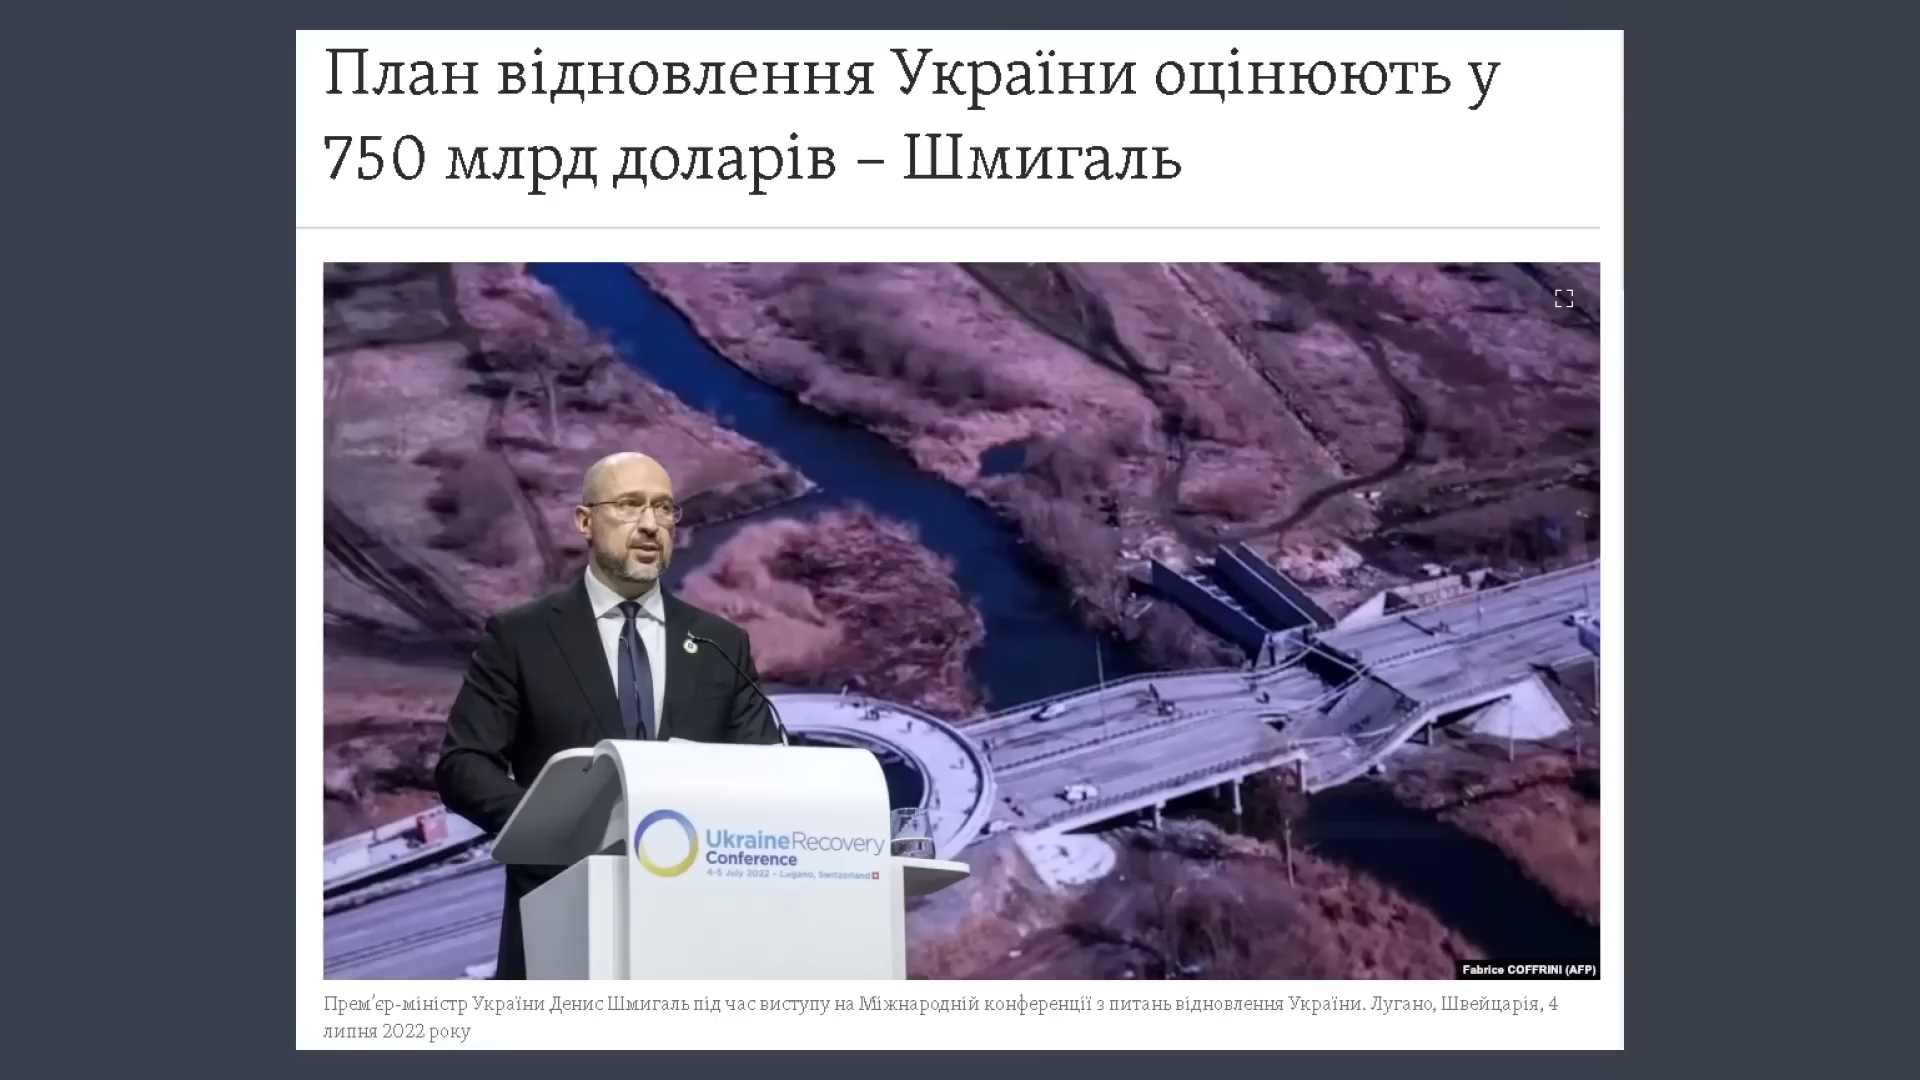 План відновлення України оцінюють у
750 млрд доларів – Шмигаль
UkraineRecovery
Conference
4-5 July 2022 - Lugano, Switzerland
Fabrice COFFRINI (AFP)
Прем’єр-міністр України Денис Шмигаль під час виступу на Міжнародній конференції з питань відновлення України. Лугано, Швейцарія, 4
липня 2022 року